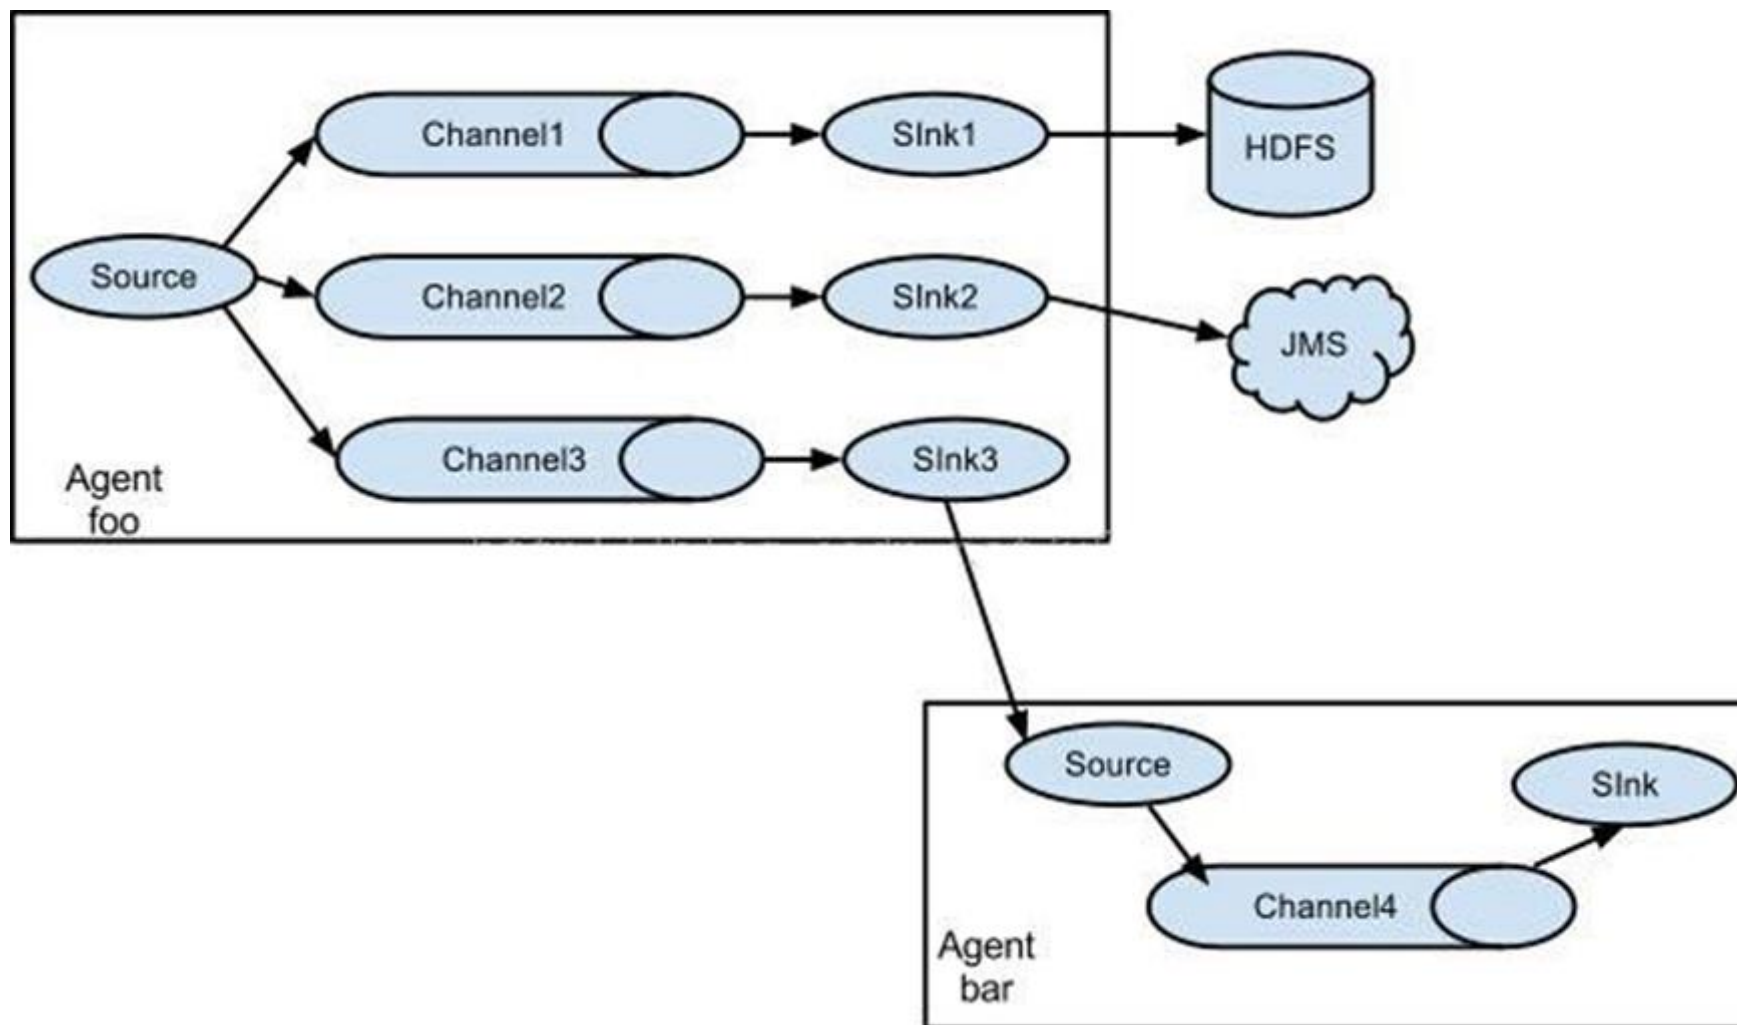 Channel1
SInk1
HDFS
Source
Channel2
SInk2
JMS
Channel3
SInk3
Agent
foo
Source
SInk
Channel4
Agent
bar